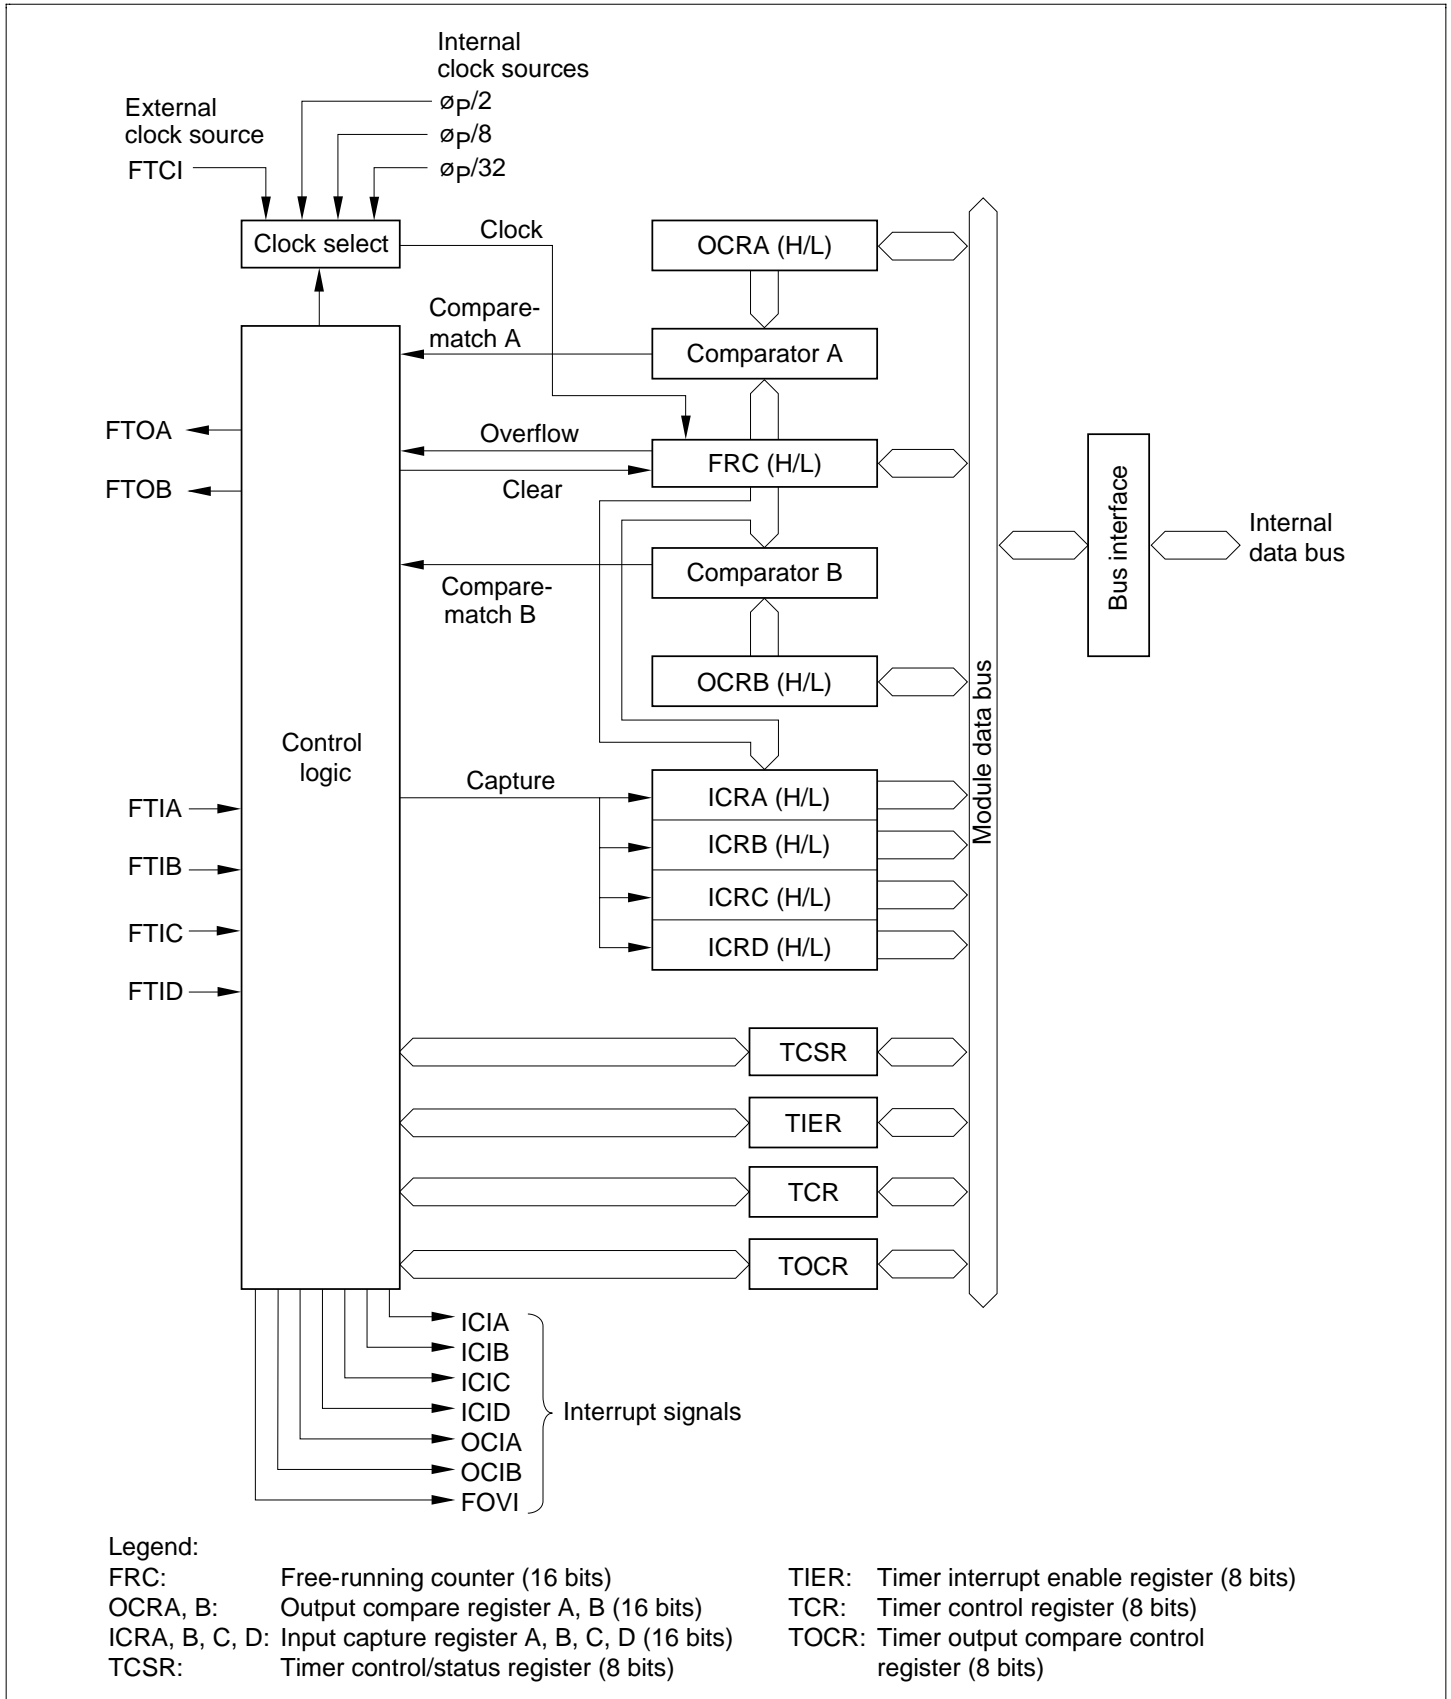 Internal
clock sources
øP/2
øP/8
øP/32
External
clock source
FTCI
Clock select
Clock
OCRA (H/L)
Compare-
match A
Comparator A
FTOA
FTOB
Overflow
Clear
FRC (H/L)
Compare-
match B
Comparator B
OCRB (H/L)
Bus interface
Internal
data bus
Module data bus
Control
logic
Capture
FTIA
FTIB
FTIC
FTID
ICRA (H/L)
ICRB (H/L)
ICRC (H/L)
ICRD (H/L)
TCSR
TIER
TCR
TOCR
ICIA
ICIB
ICIC
ICID
OCIA
OCIB
FOVI
Interrupt signals
Legend:
FRC: Free-running counter (16 bits)
OCRA, B: Output compare register A, B (16 bits)
ICRA, B, C, D: Input capture register A, B, C, D (16 bits)
TCSR: Timer control/status register (8 bits)
TIER: Timer interrupt enable register (8 bits)
TCR: Timer control register (8 bits)
TOCR: Timer output compare control
register (8 bits)